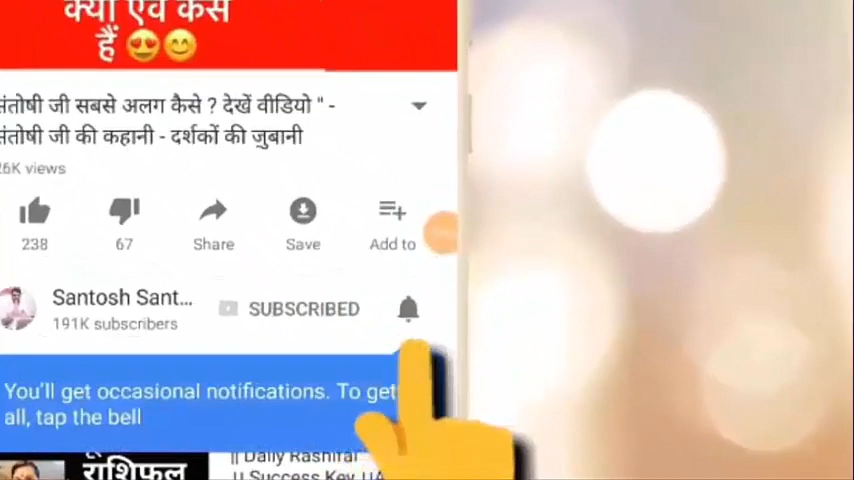 क्यों एवं कैसे
हैं 😍😊
संतोषी जी सबसे अलग कैसे ? देखें वीडियो " -
संतोषी जी की कहानी - दर्शकों की जुबानी
26K views
238
67
Share
Save
Add to
Santosh Sant...
191K subscribers
SUBSCRIBED
You'll get occasional notifications. To get
all, tap the bell
राशिफल
|| Daily Rashifal
|| Success Key